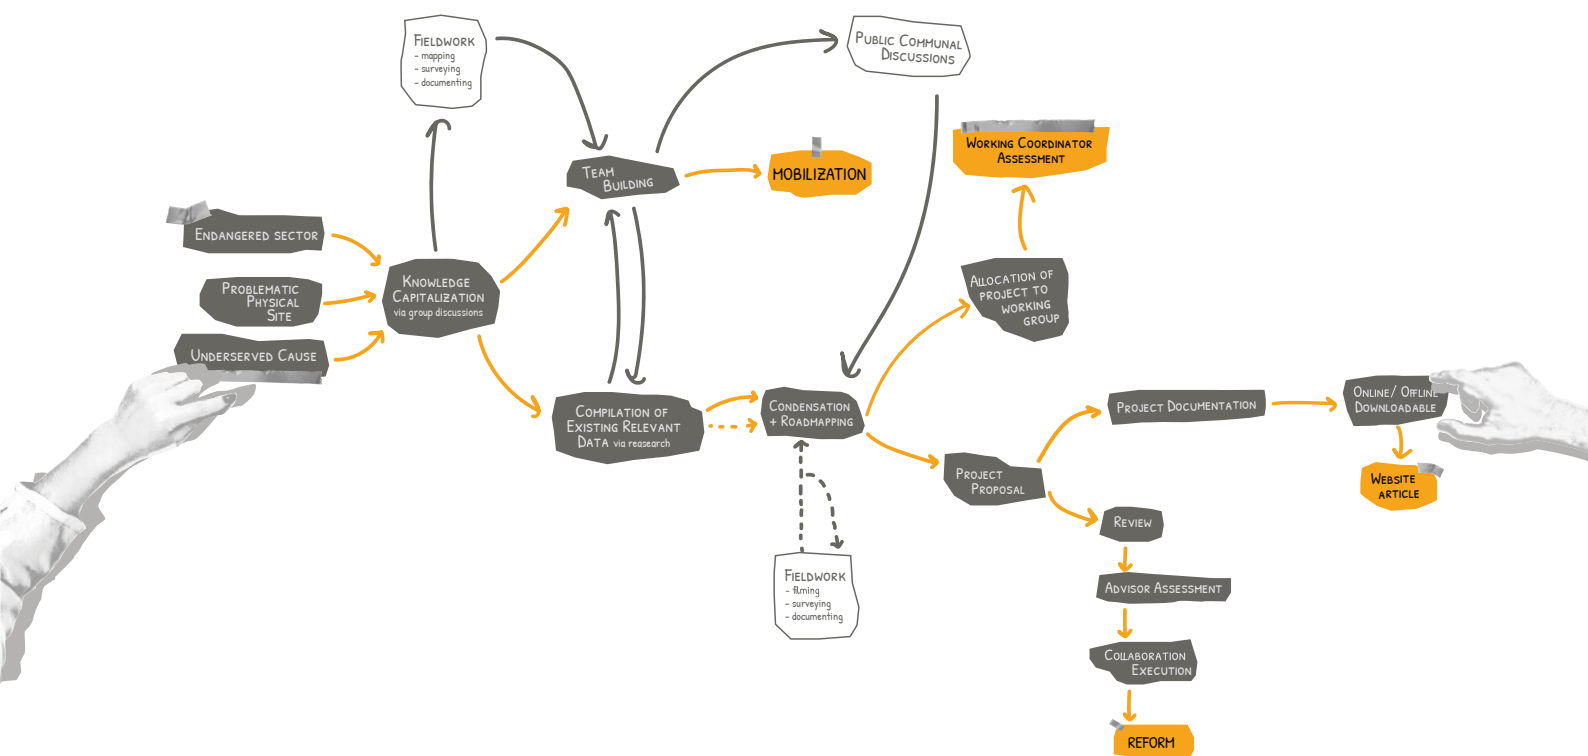 Fieldwork
- mapping
- surveying
- documenting
Public Communal
Discussions
Working Coordinator
Assessment
Team
Building
MOBILIZATION
Endangered sector
Problematic
Physical
Site
Underserved Cause
Knowledge
Capitalization
via group discussions
Allocation of
project to
working
group
Compilation of
Existing Relevant
Data via reasearch
Condensation
+ Roadmapping
Project
Proposal
Project Documentation
Online/ Offline
Downloadable
Website
article
Review
Fieldwork
- filming
- surveying
- documenting
Advisor Assessment
Collaboration
Execution
REFORM